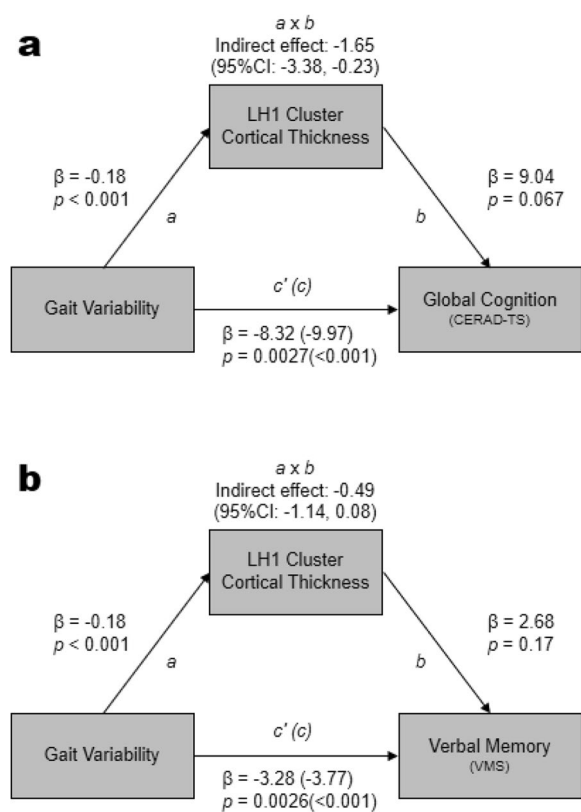 a
a x b
Indirect effect: -1.65
(95%CI: -3.38, -0.23)
LH1 Cluster
Cortical Thickness
β = -0.18
p < 0.001
a
β = 9.04
p = 0.067
b
Gait Variability
c' (c)
β = -8.32 (-9.97)
p = 0.0027(<0.001)
Global Cognition
(CERAD-TS)
b
a x b
Indirect effect: -0.49
(95%CI: -1.14, 0.08)
LH1 Cluster
Cortical Thickness
β = -0.18
p < 0.001
a
β = 2.68
p = 0.17
b
Gait Variability
c' (c)
β = -3.28 (-3.77)
p = 0.0026(<0.001)
Verbal Memory
(VMS)